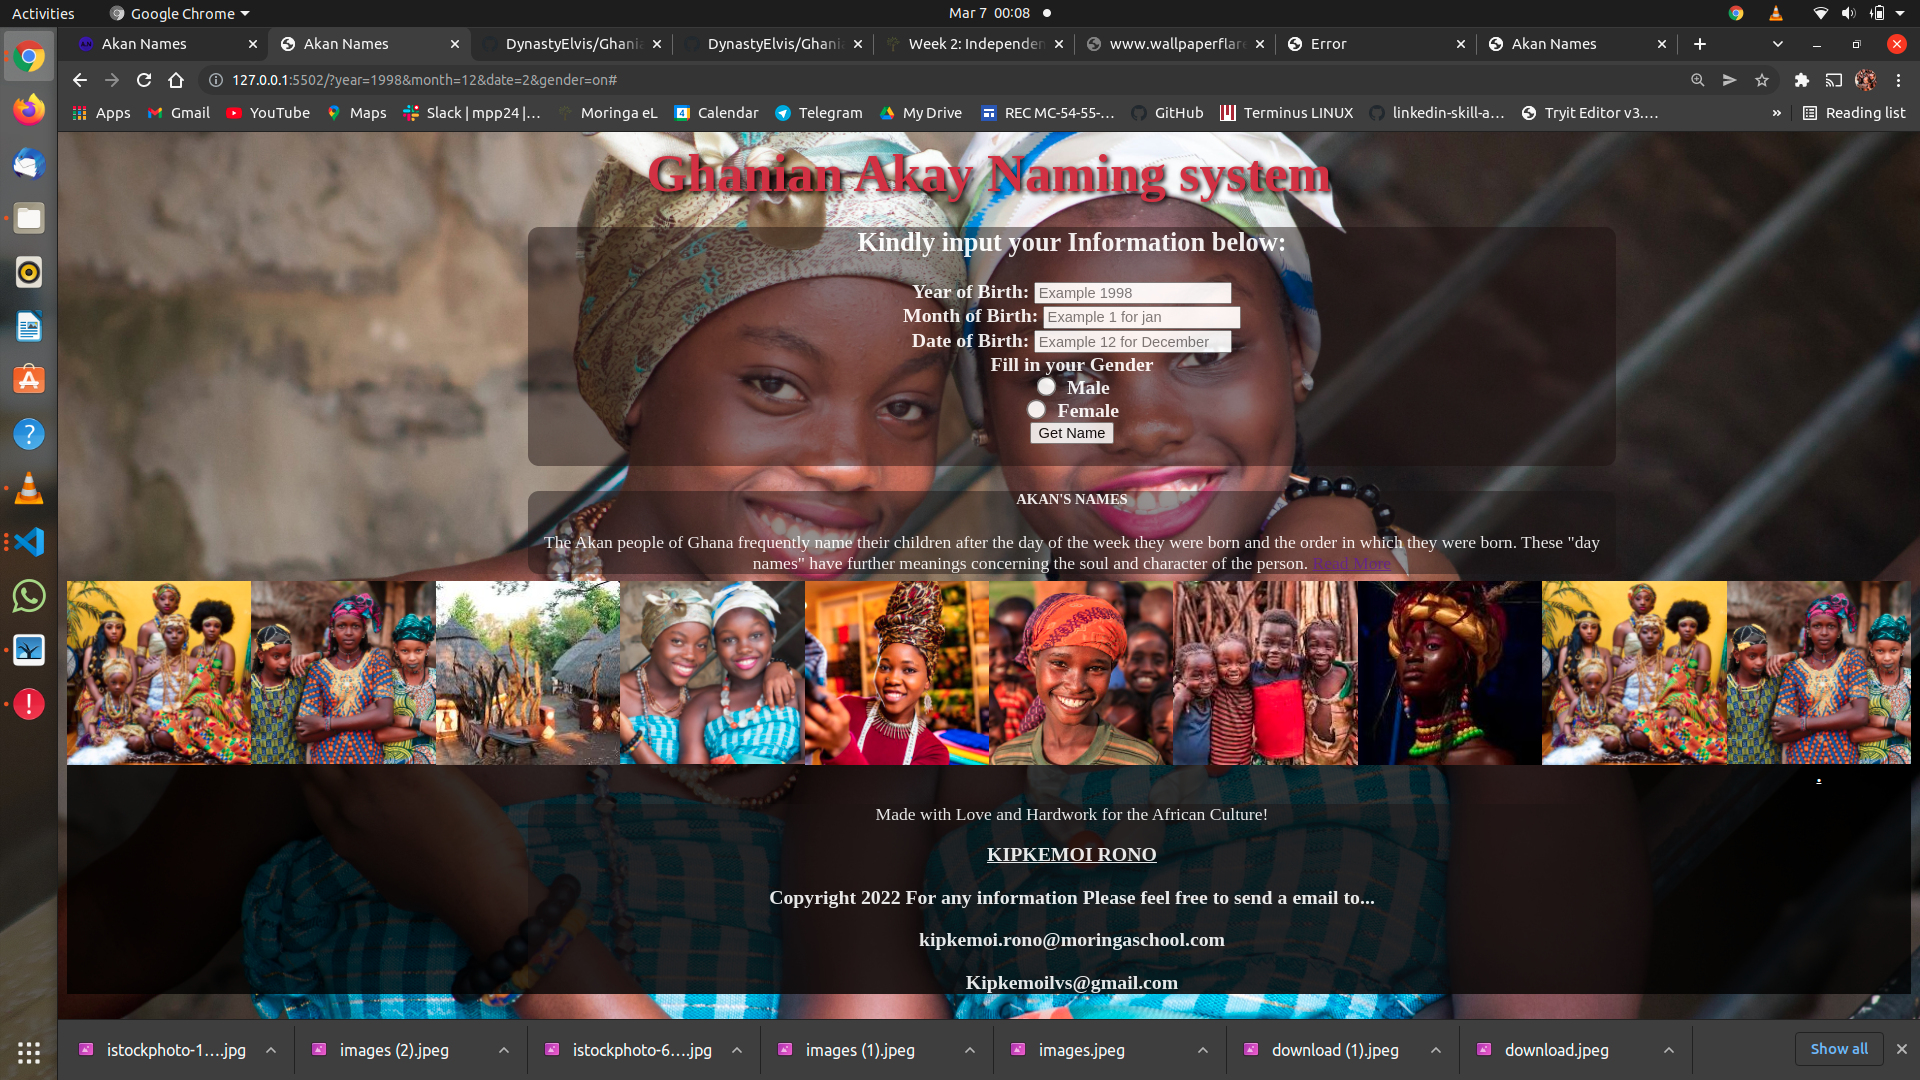 Activities
Google Chrome
Mar 7 00:08
Akan Names
Akan Names
DynastyElvis/Ghani
DynastyElvis/Ghani
Week 2: Independen
www.wallpaperflare
Error
Akan Names
127.0.0.1:5502/?year=1998&month=12&date=2&gender=on#
Apps
Gmail
YouTube
Maps
Slack | mpp24 |...
Moringa eL
Calendar
Telegram
My Drive
REC MC-54-55-...
GitHub
Terminus LINUX
linkedin-skill-a...
Tryit Editor v3....
»
Reading list
Ghanian Akay Naming system
Kindly input your Information below:
Year of Birth: Example 1998
Month of Birth: Example 1 for jan
Date of Birth: Example 12 for December
Fill in your Gender
Male
Female
Get Name
AKAN'S NAMES
The Akan people of Ghana frequently name their children after the day of the week they were born and the order in which they were born. These "day
names" have further meanings concerning the soul and character of the person. Read More
.
Made with Love and Hardwork for the African Culture!
KIPKEMOI RONO
Copyright 2022 For any information Please feel free to send a email to...
kipkemoi.rono@moringaschool.com
Kipkemoilvs@gmail.com
istockphoto-1....jpg
images (2).jpeg
istockphoto-6....jpg
images (1).jpeg
images.jpeg
download (1).jpeg
download.jpeg
Show all